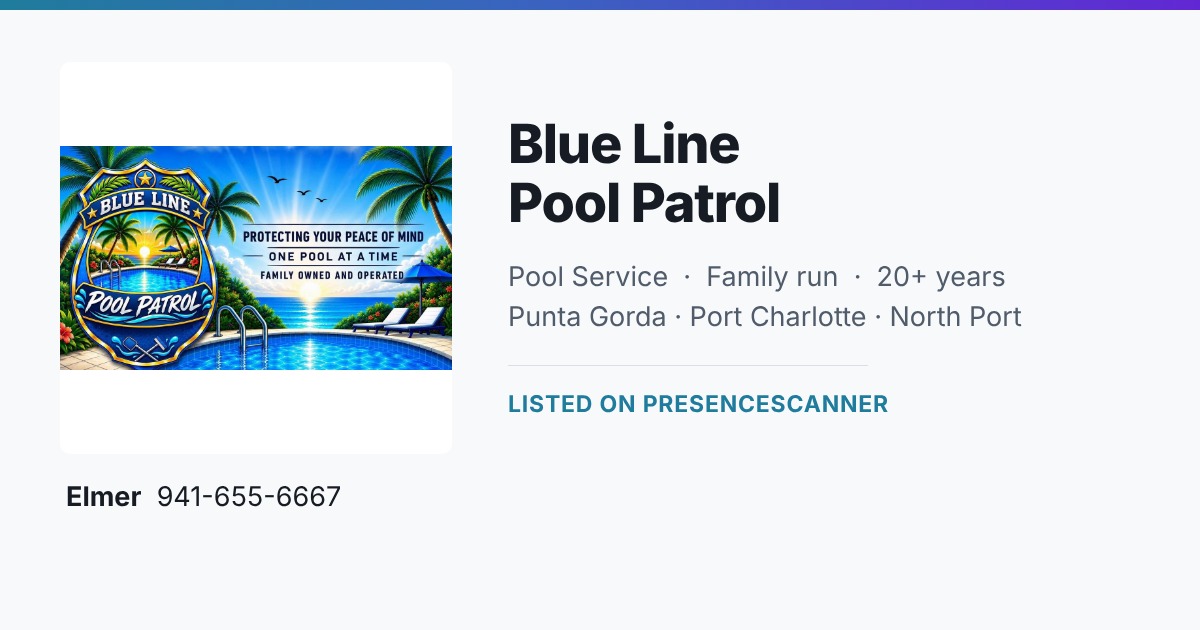 BLUE LINE
POOL PATROL
PROTECTING YOUR PEACE OF MIND
ONE POOL AT A TIME
FAMILY OWNED AND OPERATED
Blue Line
Pool Patrol
Pool Service · Family run · 20+ years
Punta Gorda · Port Charlotte · North Port
LISTED ON PRESENCESCANNER
Elmer 941-655-6667